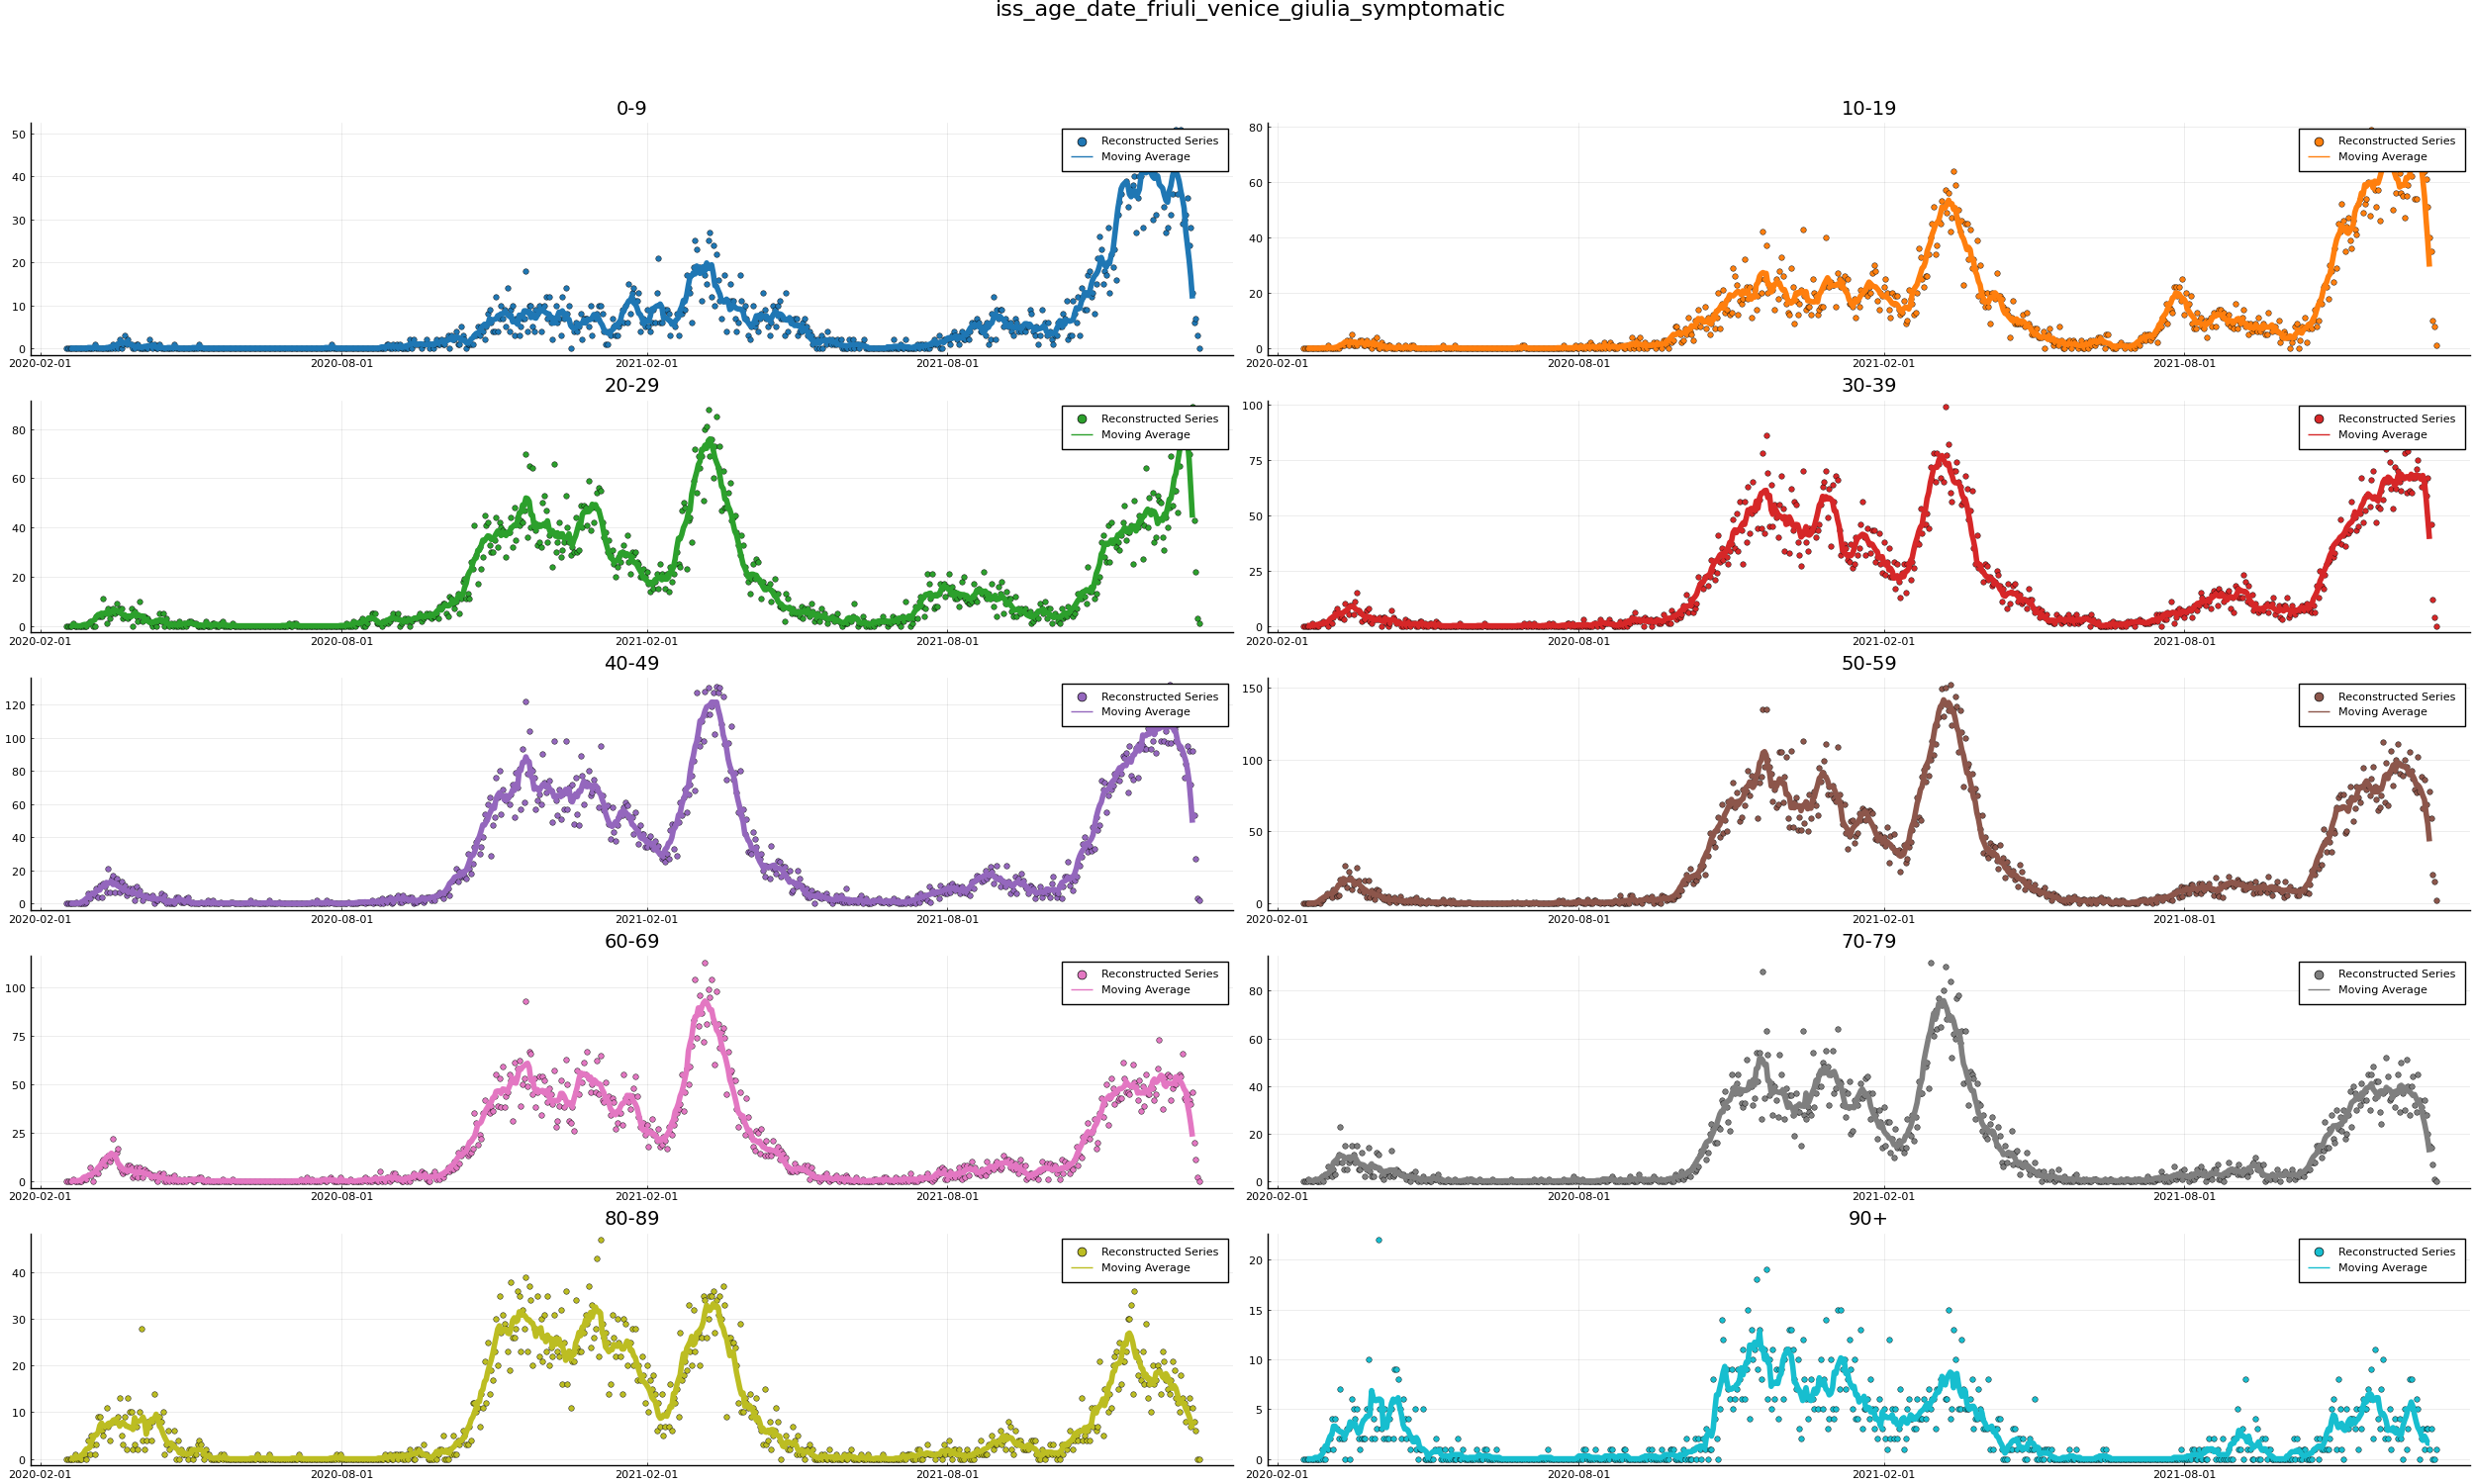 iss_age_date_friuli_venice_giulia_symptomatic
0-9
50
40
30
20
10
0
Reconstructed Series
Moving Average
2020-02-01 2020-08-01 2021-02-01 2021-08-01
10-19
80
60
40
20
0
Reconstructed Series
Moving Average
2020-02-01 2020-08-01 2021-02-01 2021-08-01
20-29
80
60
40
20
0
Reconstructed Series
Moving Average
2020-02-01 2020-08-01 2021-02-01 2021-08-01
30-39
100
75
50
25
0
Reconstructed Series
Moving Average
2020-02-01 2020-08-01 2021-02-01 2021-08-01
40-49
120
100
80
60
40
20
0
Reconstructed Series
Moving Average
2020-02-01 2020-08-01 2021-02-01 2021-08-01
50-59
150
100
50
0
Reconstructed Series
Moving Average
2020-02-01 2020-08-01 2021-02-01 2021-08-01
60-69
100
75
50
25
0
Reconstructed Series
Moving Average
2020-02-01 2020-08-01 2021-02-01 2021-08-01
70-79
80
60
40
20
0
Reconstructed Series
Moving Average
2020-02-01 2020-08-01 2021-02-01 2021-08-01
80-89
40
30
20
10
0
Reconstructed Series
Moving Average
2020-02-01 2020-08-01 2021-02-01 2021-08-01
90+
20
15
10
5
0
Reconstructed Series
Moving Average
2020-02-01 2020-08-01 2021-02-01 2021-08-01